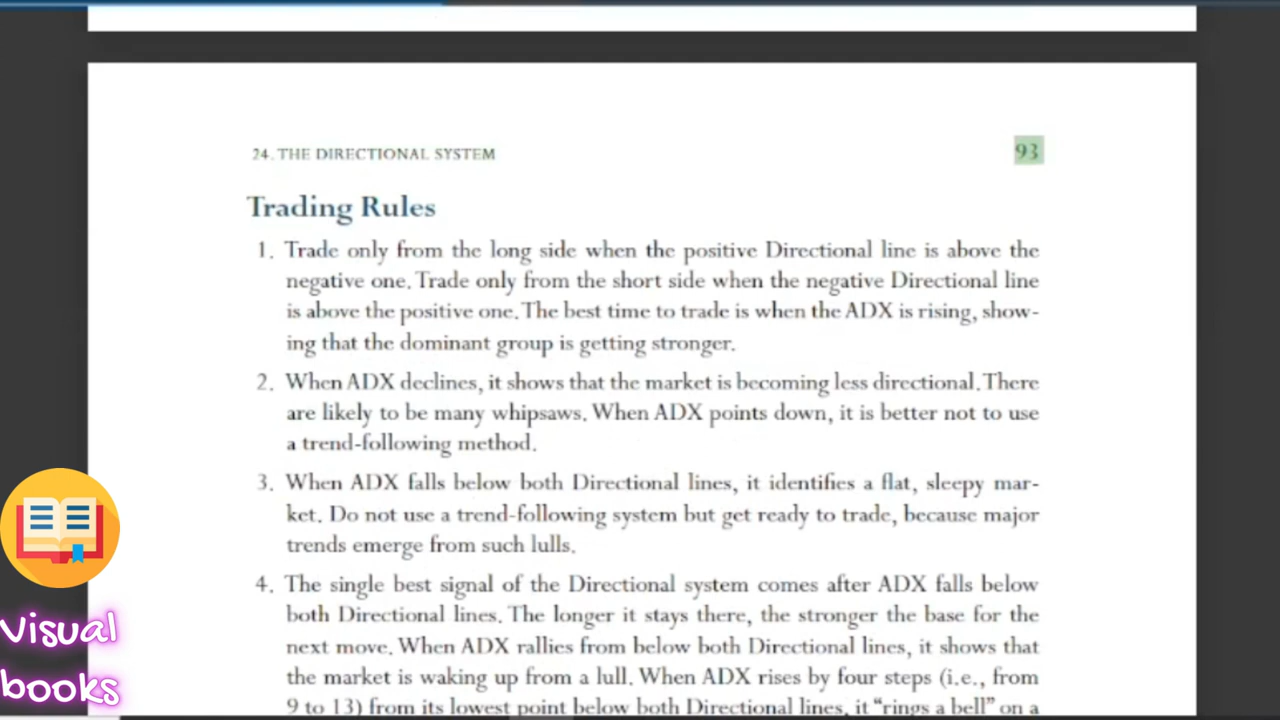 24. THE DIRECTIONAL SYSTEM
93
Trading Rules
1. Trade only from the long side when the positive Directional line is above the
negative one. Trade only from the short side when the negative Directional line
is above the positive one. The best time to trade is when the ADX is rising, show-
ing that the dominant group is getting stronger.
2. When ADX declines, it shows that the market is becoming less directional. There
are likely to be many whipsaws. When ADX points down, it is better not to use
a trend-following method.
3. When ADX falls below both Directional lines, it identifies a flat, sleepy mar-
ket. Do not use a trend-following system but get ready to trade, because major
trends emerge from such lulls.
4. The single best signal of the Directional system comes after ADX falls below
both Directional lines. The longer it stays there, the stronger the base for the
next move. When ADX rallies from below both Directional lines, it shows that
the market is waking up from a lull. When ADX rises by four steps (i.e., from
9 to 13) from its lowest point below both Directional lines, it “rings a bell” on a
Visual
books